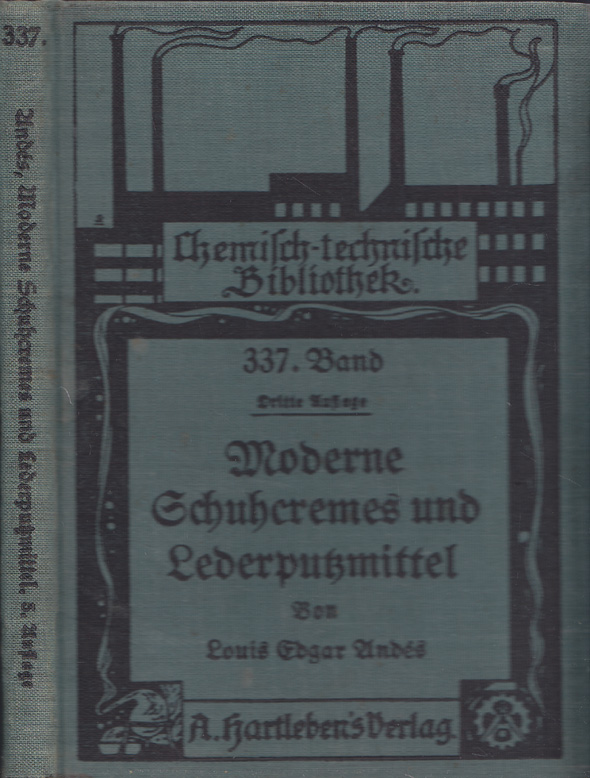 337.
Andés, Moderne Schuhcremes und Lederputzmittel. 3. Auflage
Chemisch-technische
Bibliothek.
337. Band
Dritte Auflage
Moderne
Schuhcremes und
Lederputzmittel
Von
Louis Edgar Andés
A. Hartleben's Verlag.